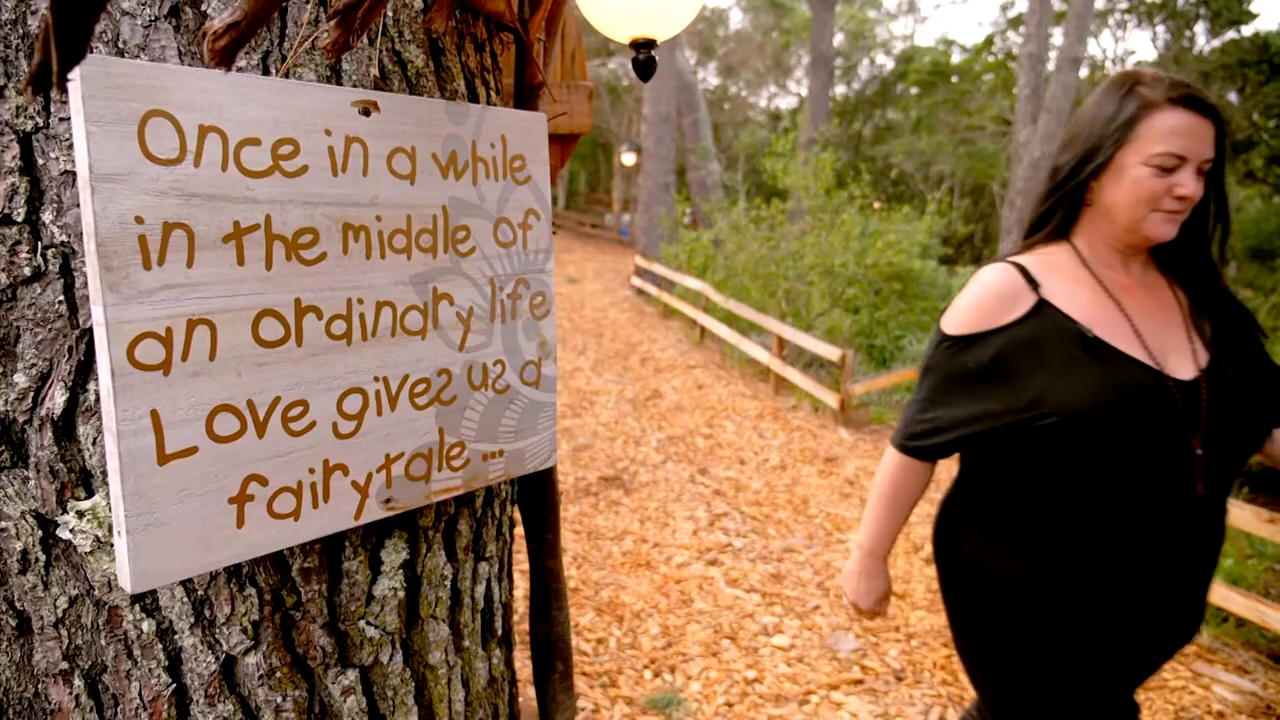 Once in a while
in the middle of
an ordinary life
Love gives us a
fairytale...